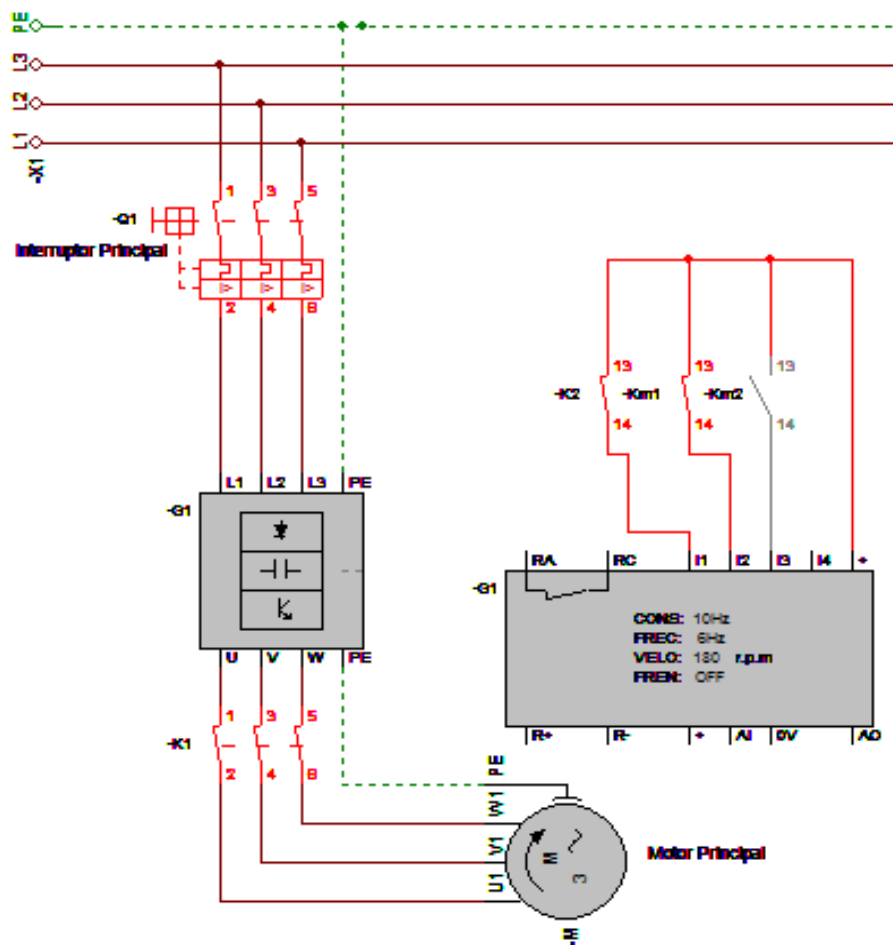 PE
L3
L2
L1
-X1
1 3 5
-Q1
Interruptor Principal
I> I> I>
2 4 6
13 13 13
-K2 -Km1 -Km2
14 14 14
L1 L2 L3 PE
-G1
RA RC I1 I2 I3 I4 +
-G1
CONS: 10Hz
FREC: 6Hz
VELO: 180 r.p.m
FREN: OFF
U V W PE
R+ R- + AI 0V AO
1 3 5
-K1
2 4 6
PE
W1
V1
U1
M
3
Motor Principal
-M